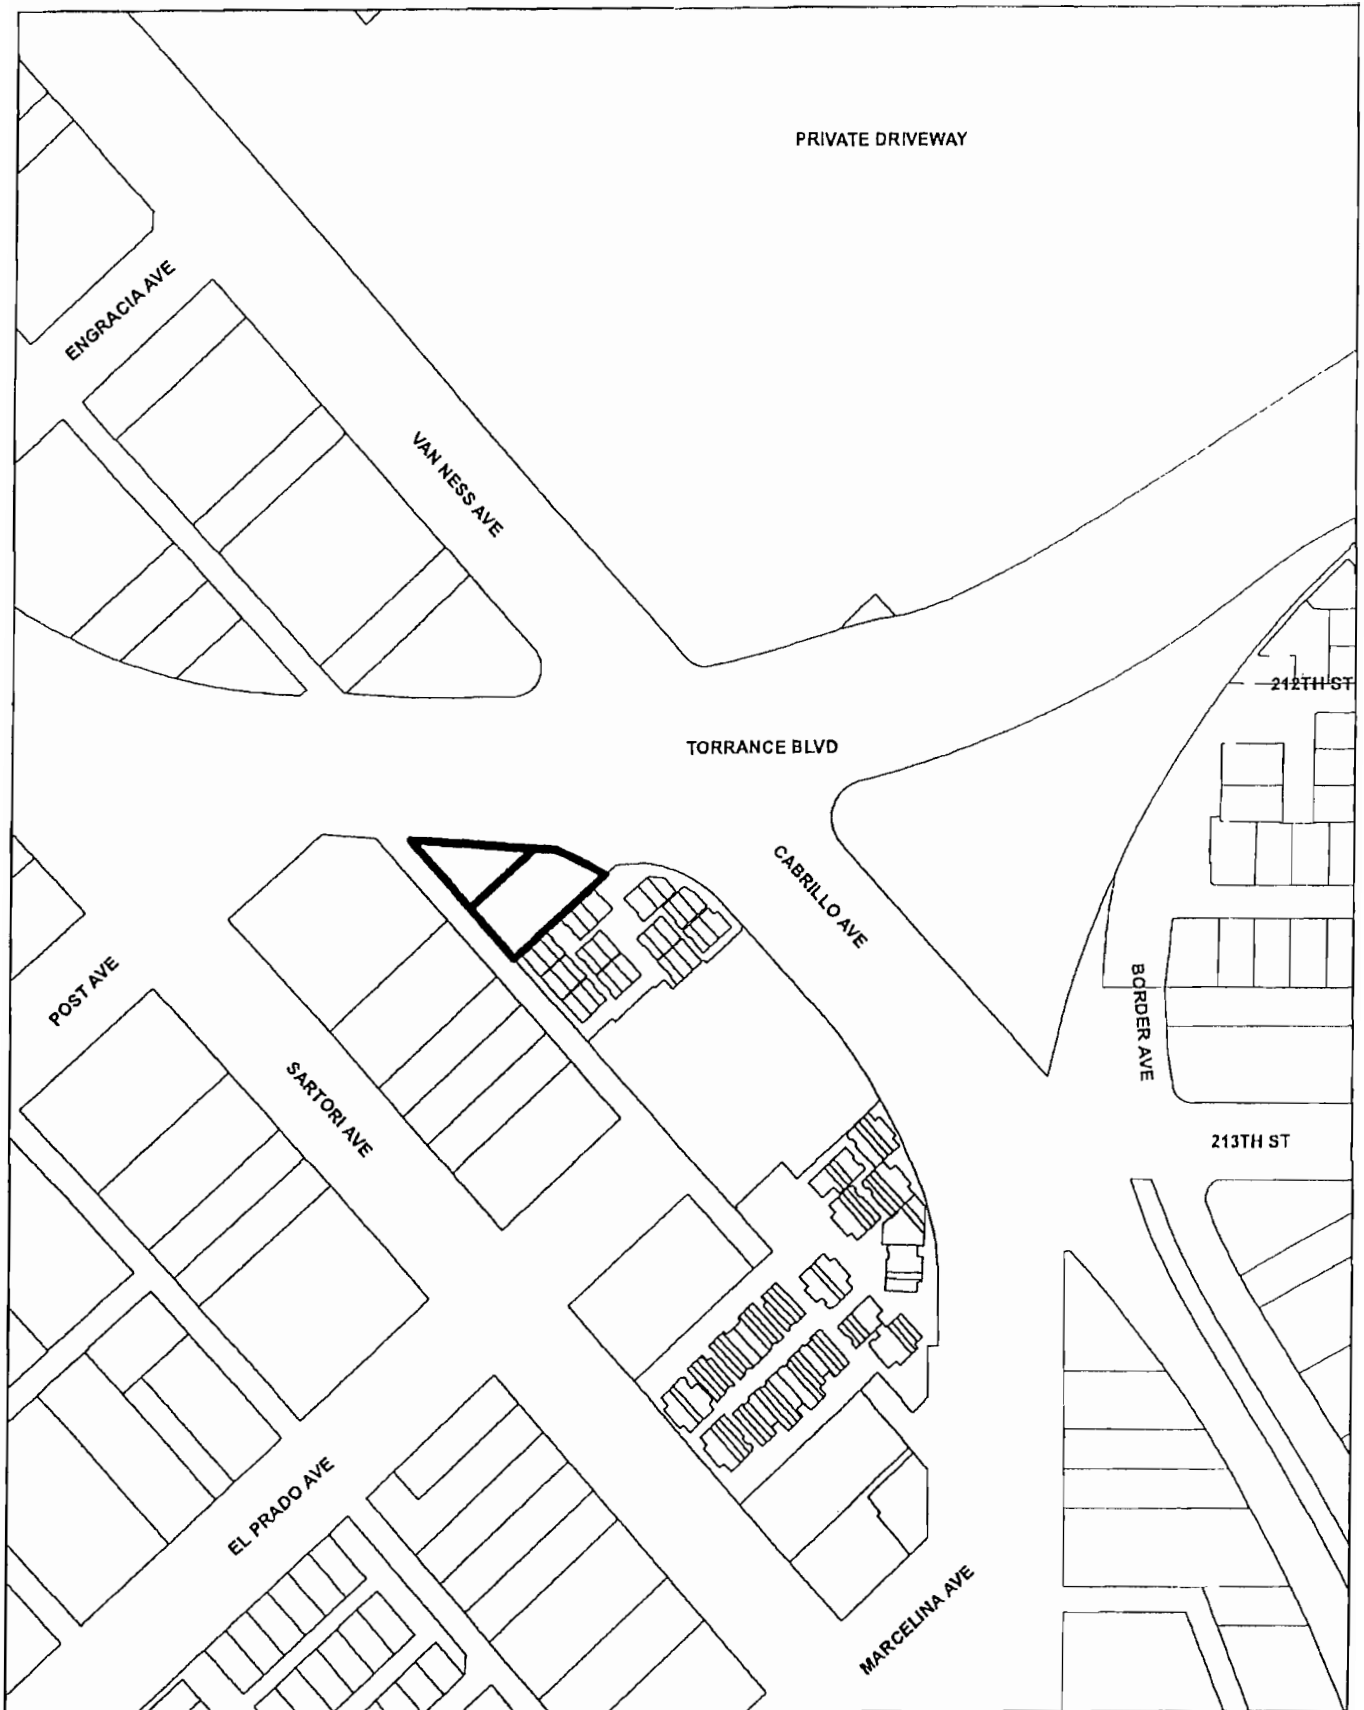 PRIVATE DRIVEWAY
ENGRACIA AVE
VAN NESS AVE
212TH ST
TORRANCE BLVD
CABRILLO AVE
POST AVE
BORDER AVE
SARTORI AVE
213TH ST
EL PRADO AVE
MARCELINA AVE